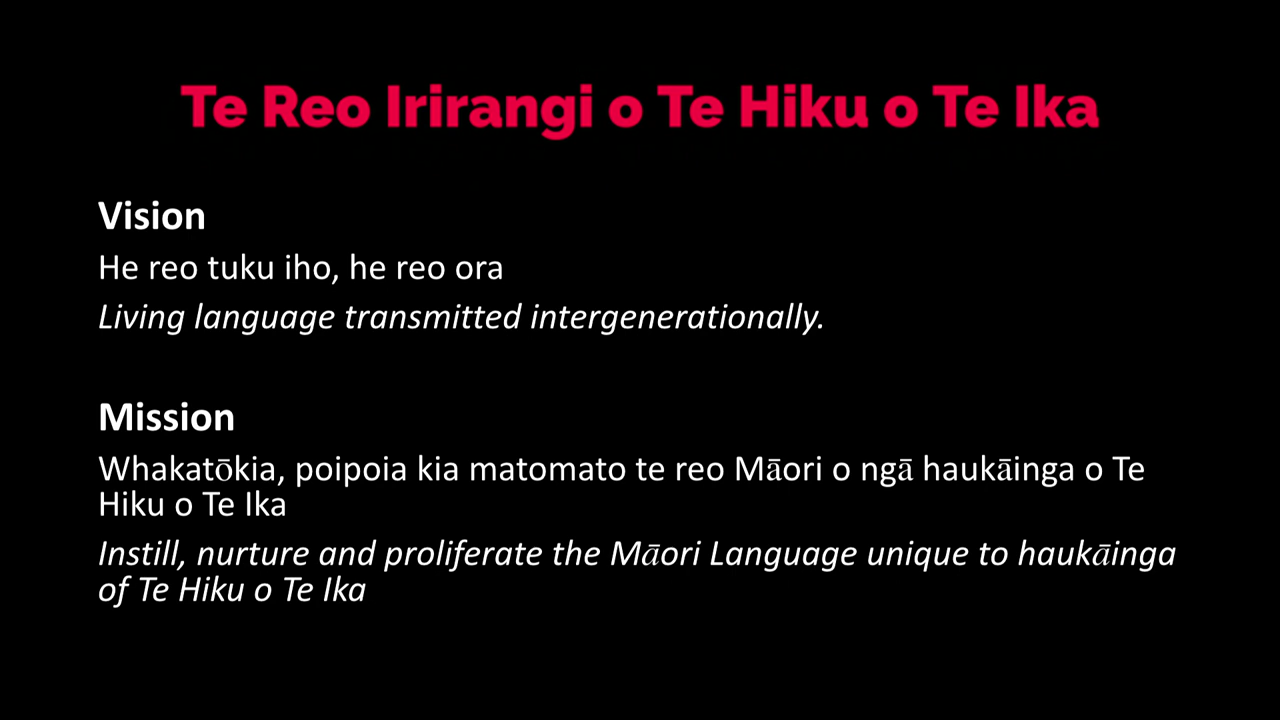 Te Reo Irirangi o Te Hiku o Te Ika
Vision
He reo tuku iho, he reo ora
Living language transmitted intergenerationally.
Mission
Whakatōkia, poipoia kia matomato te reo Māori o ngā haukāinga o Te
Hiku o Te Ika
Instill, nurture and proliferate the Māori Language unique to haukāinga
of Te Hiku o Te Ika